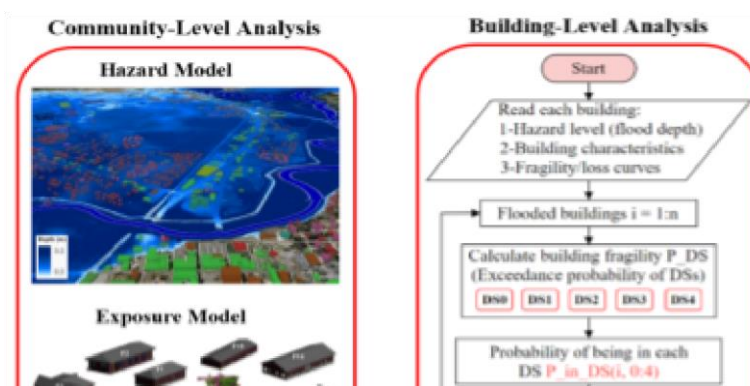 Community-Level Analysis
Hazard Model
Exposure Model
Building-Level Analysis
Start
Read each building:
1-Hazard level (flood depth)
2-Building characteristics
3-Fragility/loss curves
Flooded buildings i = 1:n
Calculate building fragility P_DS
(Exceedance probability of DSs)
DS0 DS1 DS2 DS3 DS4
Probability of being in each
DS P_in_DS(i, 0:4)